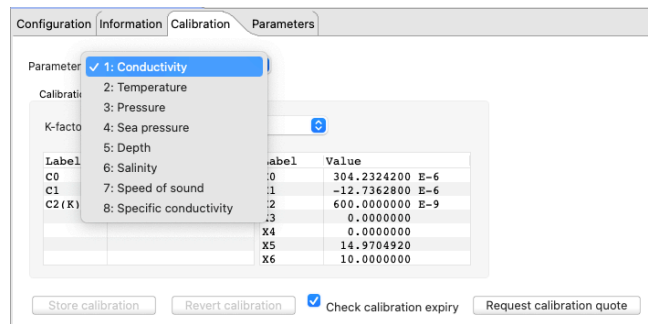 Configuration Information Calibration Parameters
Parameter ✓ 1: Conductivity
2: Temperature
Calibratio
3: Pressure
4: Sea pressure
K-facto
5: Depth
6: Salinity
7: Speed of sound
8: Specific conductivity
Label Label Value
C0 X0 304.2324200 E-6
C1 X1 -12.7362800 E-6
C2(K) X2 600.0000000 E-9
X3 0.0000000
X4 0.0000000
X5 14.9704920
X6 10.0000000
Store calibration Revert calibration Check calibration expiry Request calibration quote